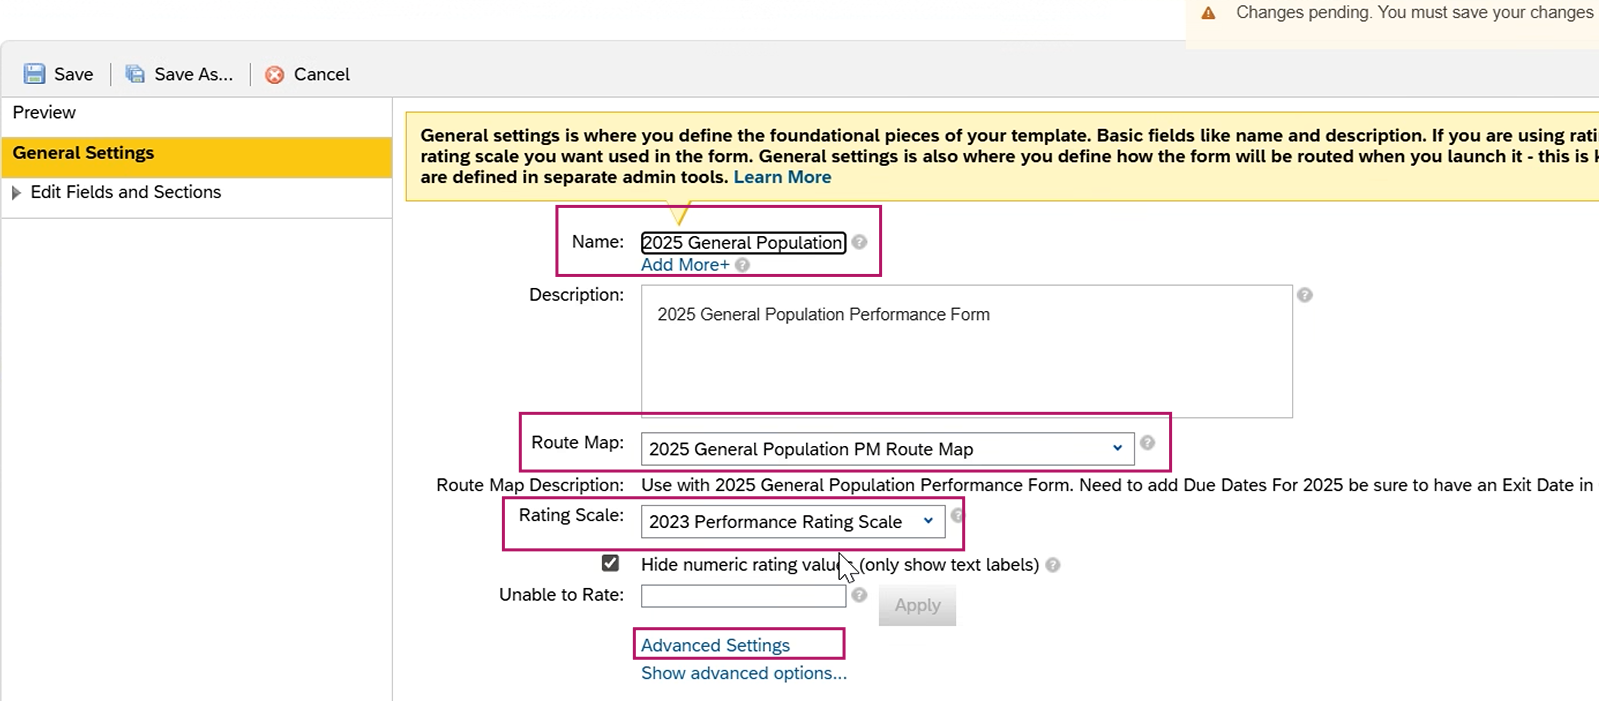 Changes pending. You must save your changes
Save
Save As...
Cancel
Preview
General Settings
Edit Fields and Sections
General settings is where you define the foundational pieces of your template. Basic fields like name and description. If you are using
rating scale you want used in the form. General settings is also where you define how the form will be routed when you launch it - this is
are defined in separate admin tools. Learn More
Name: 2025 General Population
Add More+
Description:
2025 General Population Performance Form
Route Map: 2025 General Population PM Route Map
Route Map Description: Use with 2025 General Population Performance Form. Need to add Due Dates For 2025 be sure to have an Exit Date in
Rating Scale: 2023 Performance Rating Scale
Hide numeric rating values (only show text labels)
Unable to Rate:
Apply
Advanced Settings
Show advanced options...